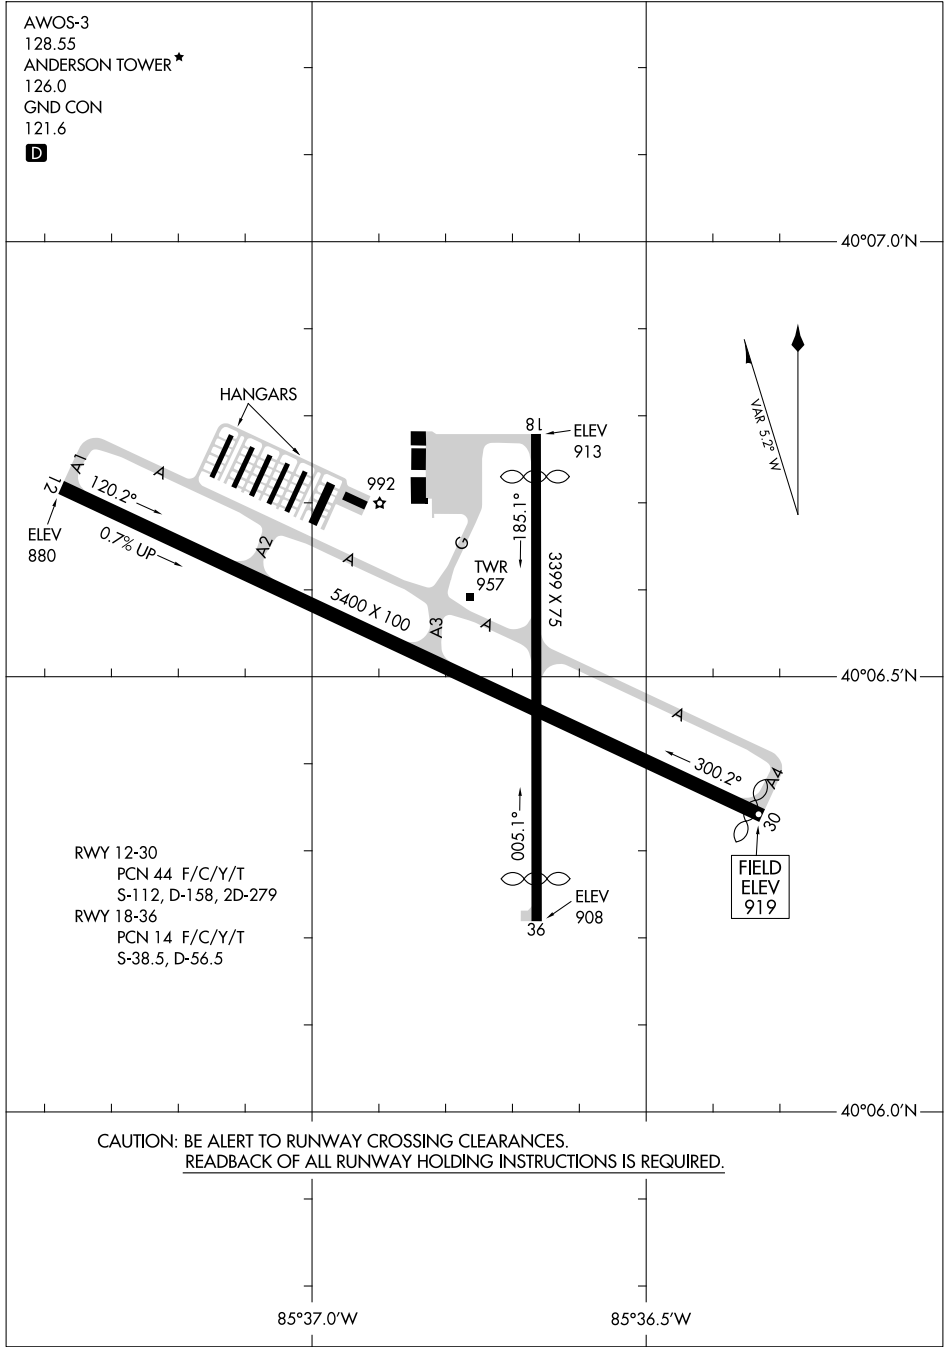 AWOS-3
128.55
ANDERSON TOWER
126.0
GND CON
121.6
D
40°07.0'N
VAR 5.2° W
HANGARS
18
ELEV
913
992
A1
A
12
120.2°
0.7% UP
ELEV
880
A2
A
G
185.1°
3399 X 75
TWR
957
5400 X 100
A3
A
40°06.5'N
A
300.2°
A4
30
005.1°
FIELD
ELEV
919
ELEV
908
36
RWY 12-30
PCN 44 F/C/Y/T
S-112, D-158, 2D-279
RWY 18-36
PCN 14 F/C/Y/T
S-38.5, D-56.5
40°06.0'N
CAUTION: BE ALERT TO RUNWAY CROSSING CLEARANCES.
READBACK OF ALL RUNWAY HOLDING INSTRUCTIONS IS REQUIRED.
85°37.0'W
85°36.5'W